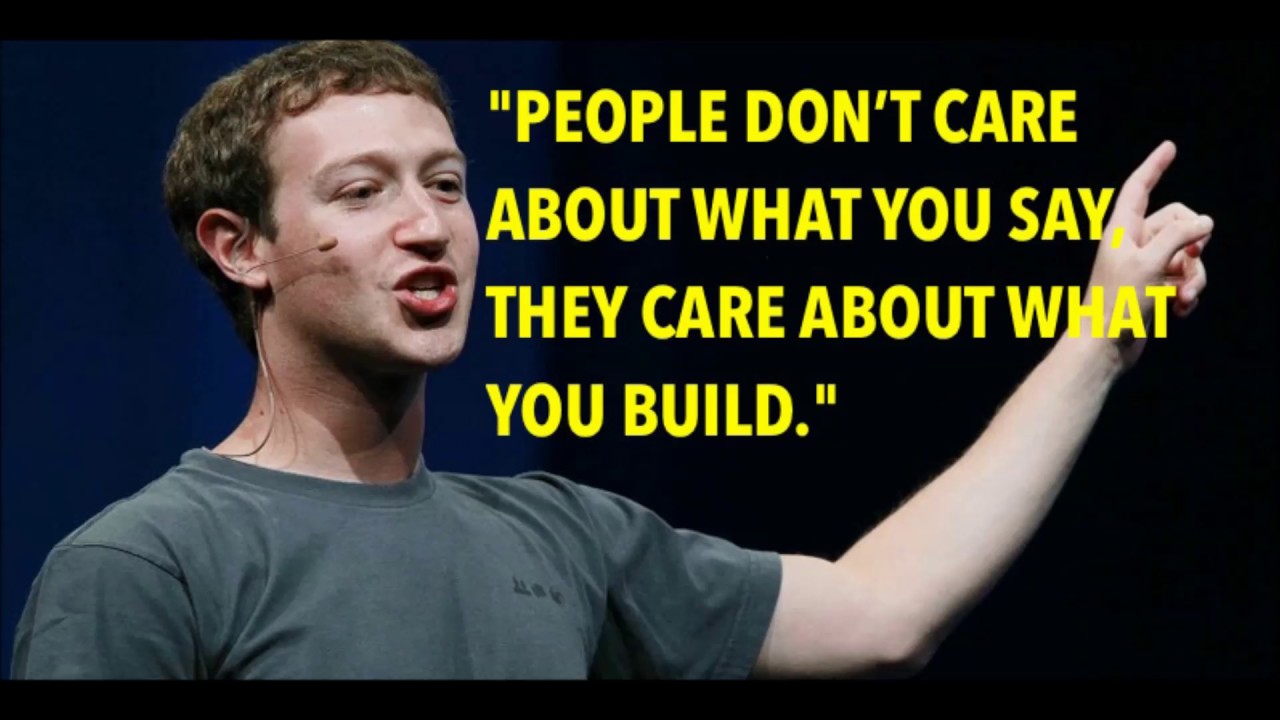 "PEOPLE DON’T CARE
ABOUT WHAT YOU SAY,
THEY CARE ABOUT WHAT
YOU BUILD."